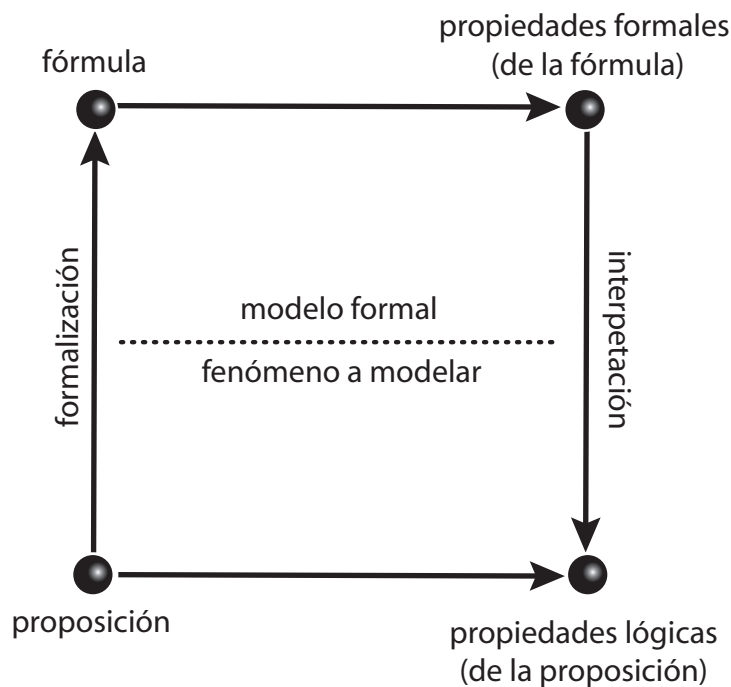 propiedades formales
(de la fórmula)
fórmula
formalización
modelo formal
fenómeno a modelar
interpetación
proposición
propiedades lógicas
(de la proposición)